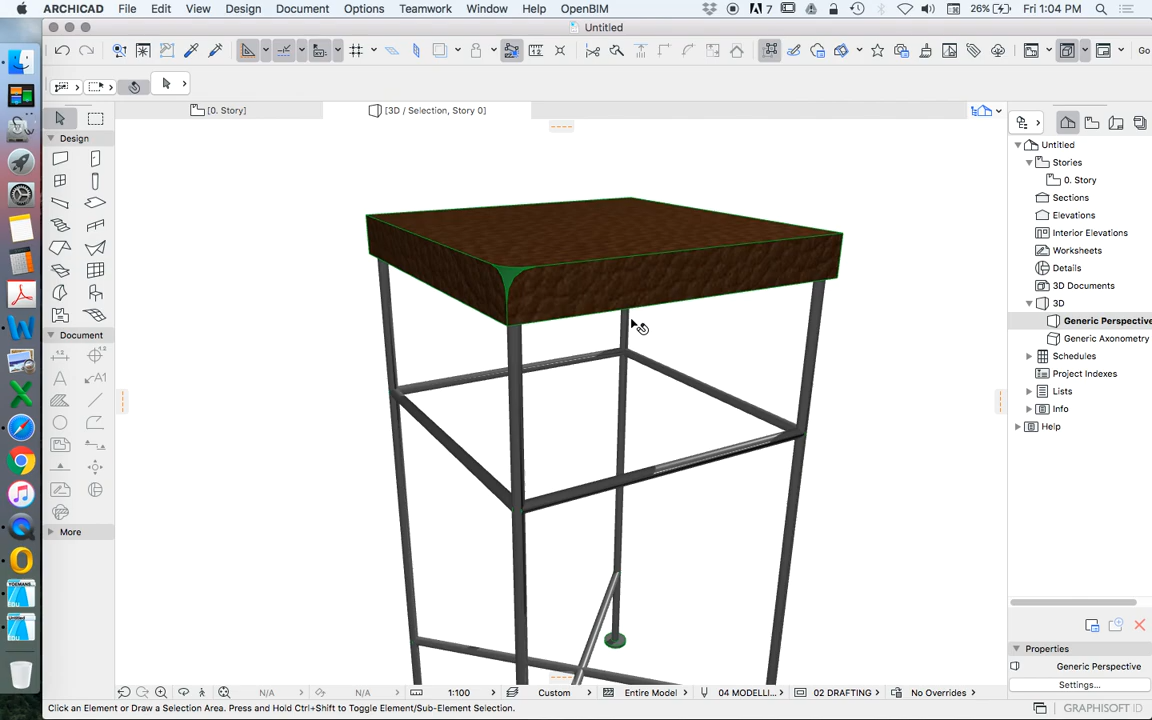 ARCHICAD File Edit View Design Document Options Teamwork Window Help OpenBIM
7 26% Fri 1:04 PM
Untitled
Go
[0. Story]
[3D / Selection, Story 0]
Design
Document
More
Untitled
Stories
0. Story
Sections
Elevations
Interior Elevations
Worksheets
Details
3D Documents
3D
Generic Perspective
Generic Axonometry
Schedules
Project Indexes
Lists
Info
Help
Properties
Generic Perspective
Settings...
N/A N/A 1:100 Custom Entire Model 04 MODELLI... 02 DRAFTING No Overrides
Click an Element or Draw a Selection Area. Press and Hold Ctrl+Shift to Toggle Element/Sub-Element Selection.
GRAPHISOFT ID